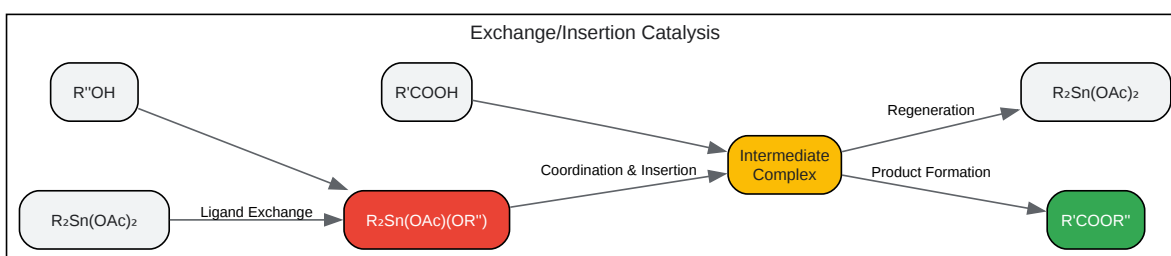 Exchange/Insertion Catalysis
R''OH
R'COOH
R₂Sn(OAc)₂
Regeneration
Intermediate
Complex
Coordination & Insertion
Product Formation
R₂Sn(OAc)₂
Ligand Exchange
R₂Sn(OAc)(OR'')
R'COOR''